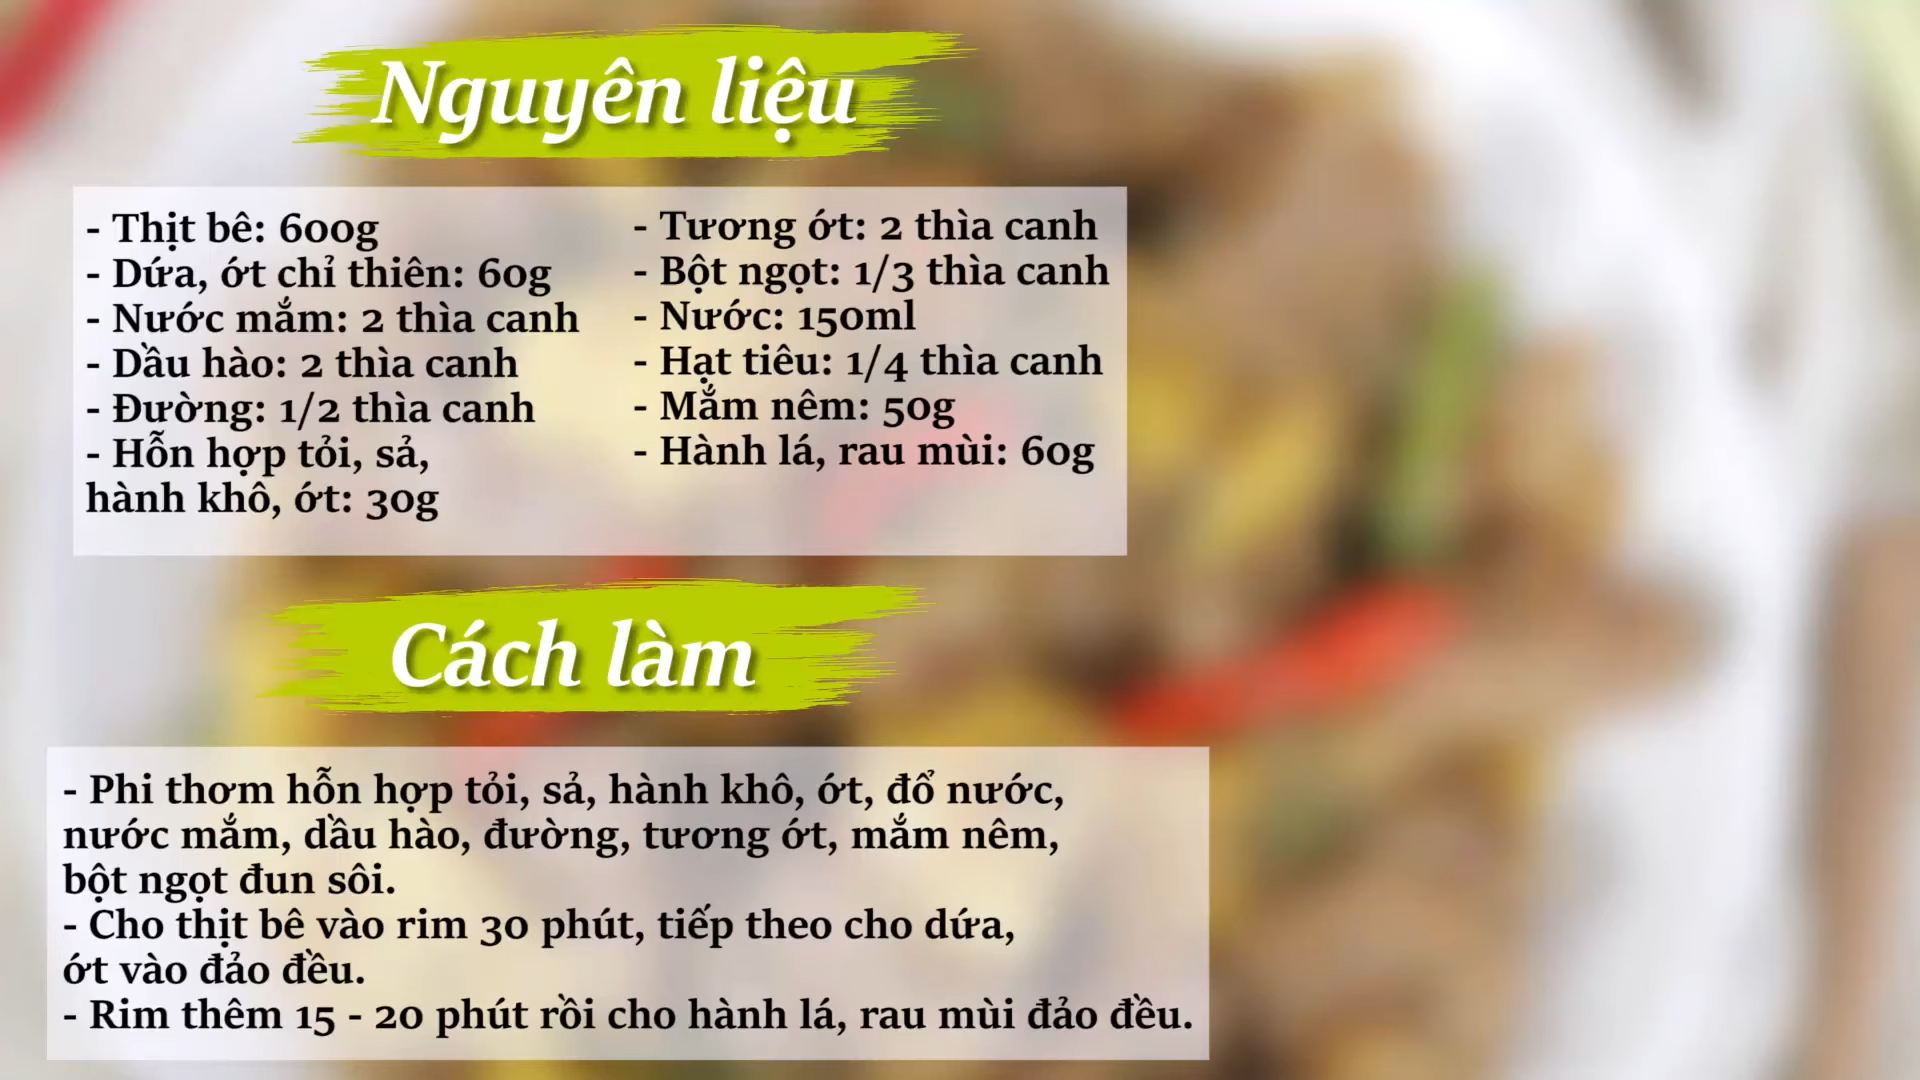 Nguyên liệu
- Thịt bê: 600g
- Dứa, ớt chỉ thiên: 60g
- Nước mắm: 2 thìa canh
- Dầu hào: 2 thìa canh
- Đường: 1/2 thìa canh
- Hỗn hợp tỏi, sả,
hành khô, ớt: 30g
- Tương ớt: 2 thìa canh
- Bột ngọt: 1/3 thìa canh
- Nước: 150ml
- Hạt tiêu: 1/4 thìa canh
- Mắm nêm: 50g
- Hành lá, rau mùi: 60g
Cách làm
- Phi thơm hỗn hợp tỏi, sả, hành khô, ớt, đổ nước,
nước mắm, dầu hào, đường, tương ớt, mắm nêm,
bột ngọt đun sôi.
- Cho thịt bê vào rim 30 phút, tiếp theo cho dứa,
ớt vào đảo đều.
- Rim thêm 15 - 20 phút rồi cho hành lá, rau mùi đảo đều.